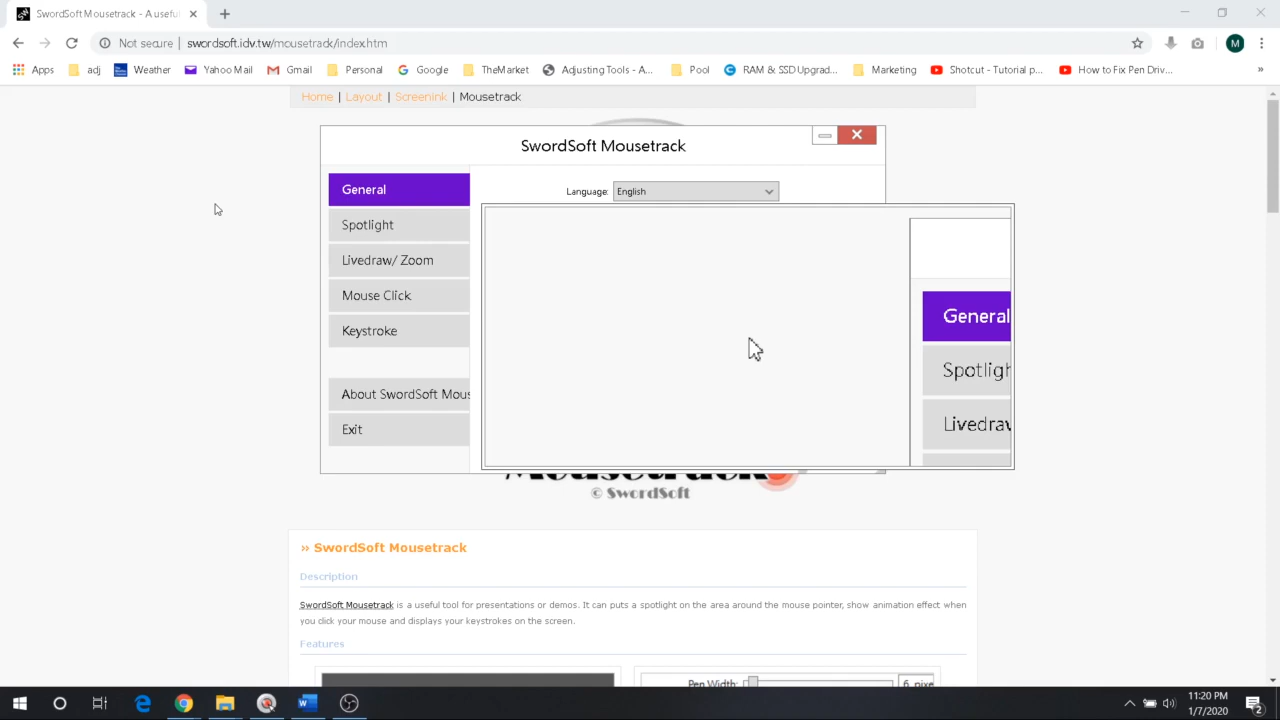 SwordSoft Mousetrack - A useful
Not secure | swordsoft.idv.tw/mousetrack/index.htm
M
Apps adj Weather Yahoo Mail Gmail Personal Google TheMarket Adjusting Tools - A... Pool RAM & SSD Upgrad... Marketing Shotcut - Tutorial p... How to Fix Pen Driv... »
Home | Layout | Screenink | Mousetrack
SwordSoft Mousetrack
General
Language: English
Spotlight
Livedraw/ Zoom
Mouse Click
Keystroke
About SwordSoft Mous
Exit
General
Spotligh
Livedraw
Mousetrack
© SwordSoft
» SwordSoft Mousetrack
Description
SwordSoft Mousetrack is a useful tool for presentations or demos. It can puts a spotlight on the area around the mouse pointer, show animation effect when
you click your mouse and displays your keystrokes on the screen.
Features
Pen Width: 6 pixe
11:20 PM
1/7/2020
2